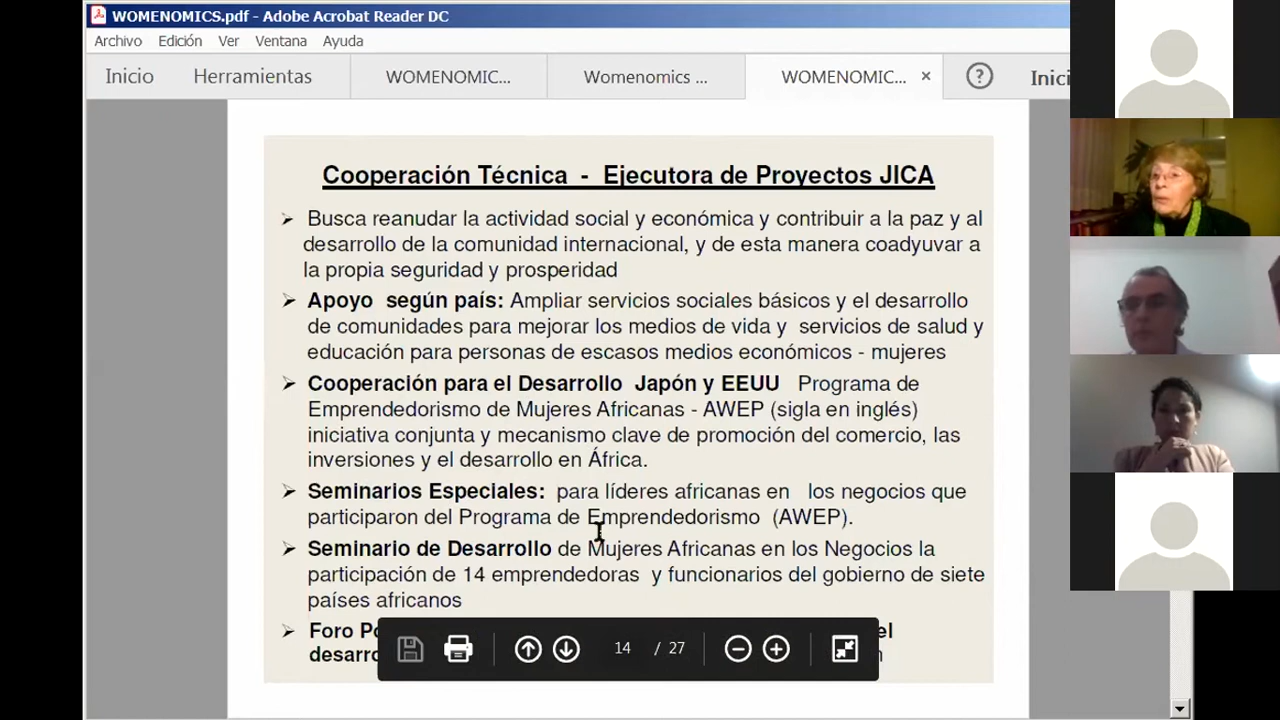 WOMENOMICS.pdf - Adobe Acrobat Reader DC
Archivo Edición Ver Ventana Ayuda
Inicio Herramientas WOMENOMIC... Womenomics ... WOMENOMIC... × ? Inici
Cooperación Técnica - Ejecutora de Proyectos JICA
➢ Busca reanudar la actividad social y económica y contribuir a la paz y al
desarrollo de la comunidad internacional, y de esta manera coadyuvar a
la propia seguridad y prosperidad
➢ Apoyo según país: Ampliar servicios sociales básicos y el desarrollo
de comunidades para mejorar los medios de vida y servicios de salud y
educación para personas de escasos medios económicos - mujeres
➢ Cooperación para el Desarrollo Japón y EEUU Programa de
Emprendedorismo de Mujeres Africanas - AWEP (sigla en inglés)
iniciativa conjunta y mecanismo clave de promoción del comercio, las
inversiones y el desarrollo en África.
➢ Seminarios Especiales: para líderes africanas en los negocios que
participaron del Programa de Emprendedorismo (AWEP).
➢ Seminario de Desarrollo de Mujeres Africanas en los Negocios la
participación de 14 emprendedoras y funcionarios del gobierno de siete
países africanos
➢ Foro el
14 / 27